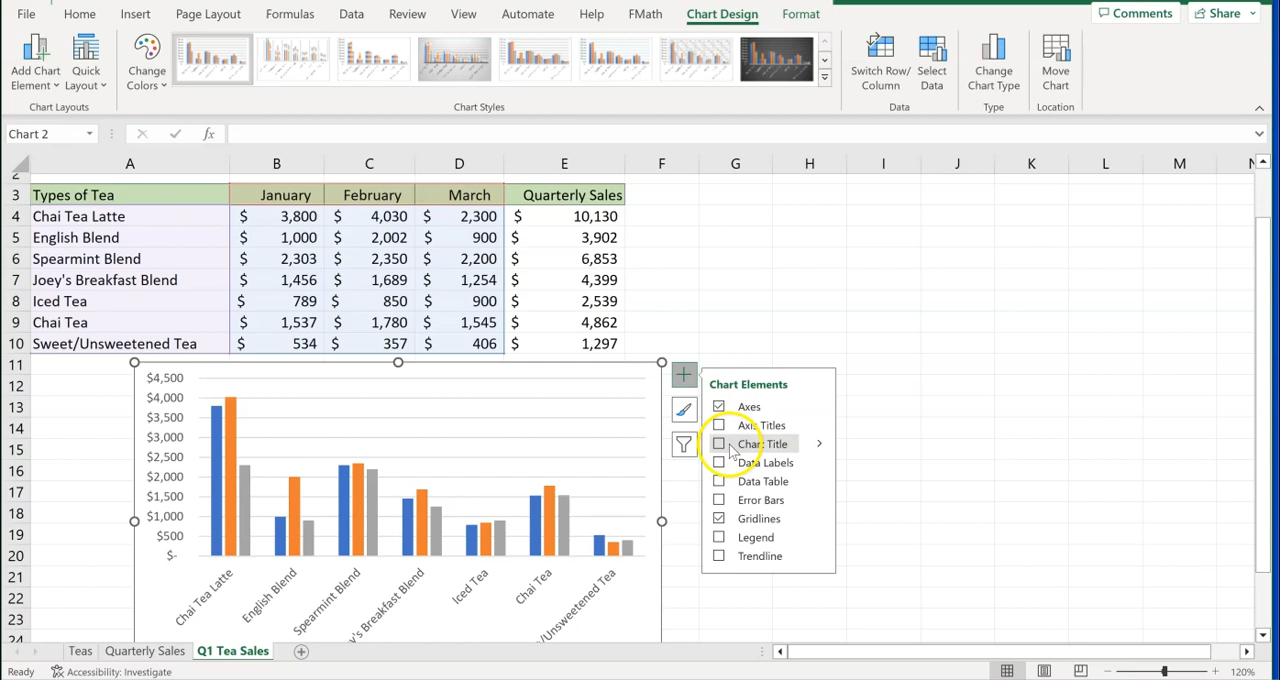 File Home Insert Page Layout Formulas Data Review View Automate Help FMath Chart Design Format Comments Share
Add Chart Element
Quick Layout
Change Colors
Switch Row/ Column
Select Data
Change Chart Type
Move Chart
Chart Layouts Chart Styles Data Type Location
Chart 2 fx
A B C D E F G H I J K L M N
2
3 Types of Tea January February March Quarterly Sales
4 Chai Tea Latte $ 3,800 $ 4,030 $ 2,300 $ 10,130
5 English Blend $ 1,000 $ 2,002 $ 900 $ 3,902
6 Spearmint Blend $ 2,303 $ 2,350 $ 2,200 $ 6,853
7 Joey's Breakfast Blend $ 1,456 $ 1,689 $ 1,254 $ 4,399
8 Iced Tea $ 789 $ 850 $ 900 $ 2,539
9 Chai Tea $ 1,537 $ 1,780 $ 1,545 $ 4,862
10 Sweet/Unsweetened Tea $ 534 $ 357 $ 406 $ 1,297
11
12
13
14
15
16
17
18
19
20
21
22
23
24
$4,500
$4,000
$3,500
$3,000
$2,500
$2,000
$1,500
$1,000
$500
$-
Chai Tea Latte
English Blend
Spearmint Blend
's Breakfast Blend
Iced Tea
Chai Tea
/Unsweetened Tea
Chart Elements
Axes
Axis Titles
Chart Title
Data Labels
Data Table
Error Bars
Gridlines
Legend
Trendline
Teas Quarterly Sales Q1 Tea Sales
Ready Accessibility: Investigate 120%